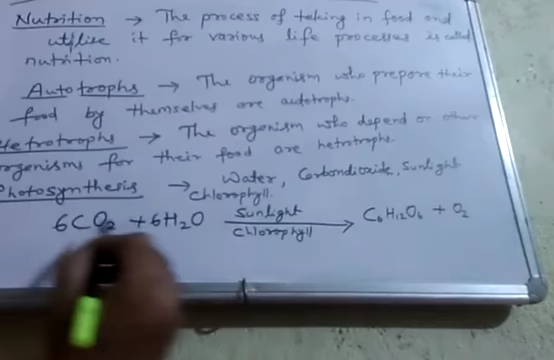 Nutrition → The process of taking in food and
utilise it for various life processes is called
nutrition.
Autotrophs → The organism who prepare their
food by themselves are autotrophs.
Hetrotrophs → The organism who depend on other
organisms for their food are hetrotrophs.
Photosynthesis → Water, Carbondioxide, Sunlight
Chlorophyll.
6CO2 + 6H2O Sunlight → C6H12O6 + O2
Chlorophyll